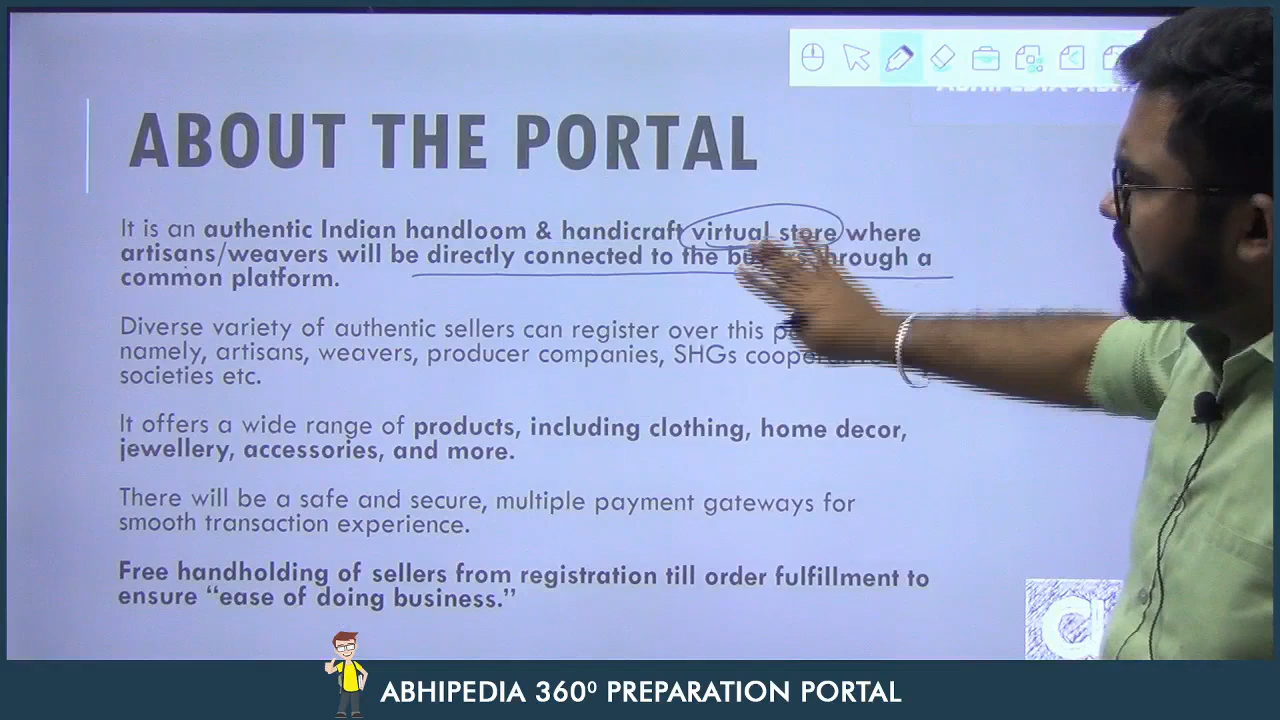 ABOUT THE PORTAL
It is an authentic Indian handloom & handicraft virtual store where
artisans/weavers will be directly connected to the through a
common platform.
Diverse variety of authentic sellers can register over this
namely, artisans, weavers, producer companies, SHGs
societies etc.
It offers a wide range of products, including clothing, home decor,
jewellery, accessories, and more.
There will be a safe and secure, multiple payment gateways for
smooth transaction experience.
Free handholding of sellers from registration till order fulfillment to
ensure “ease of doing business.”
a
ABHIPEDIA 360⁰ PREPARATION PORTAL